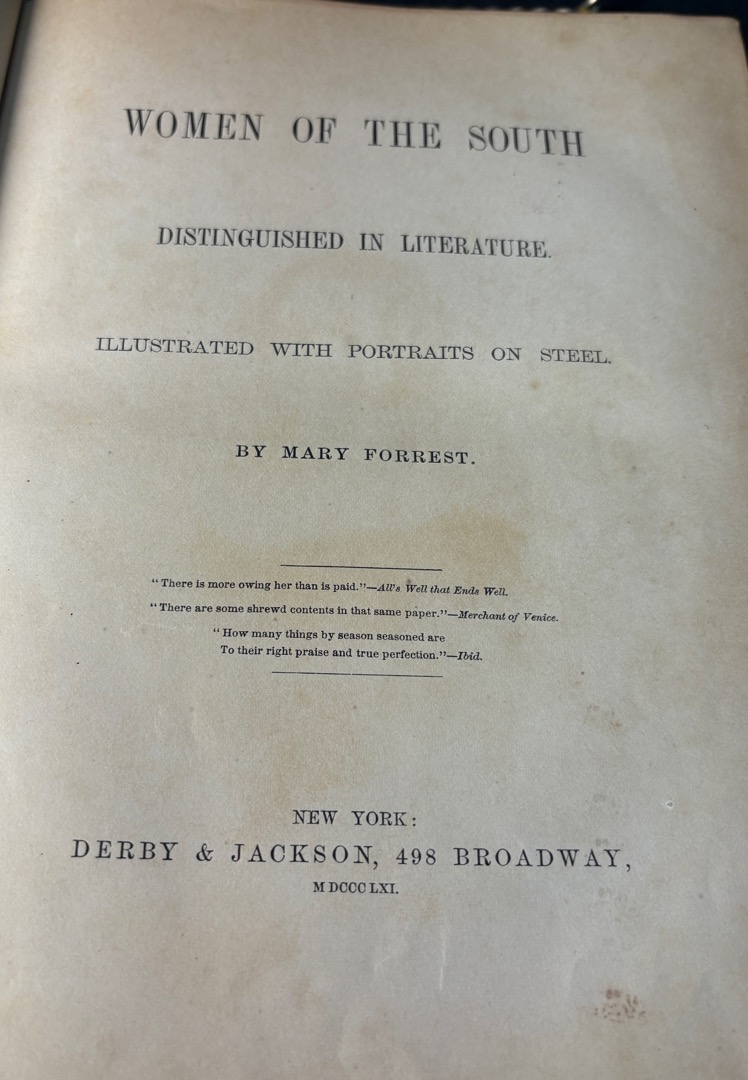 WOMEN OF THE SOUTH
DISTINGUISHED IN LITERATURE.
ILLUSTRATED WITH PORTRAITS ON STEEL.
BY MARY FORREST.
“There is more owing her than is paid.”—All's Well that Ends Well.
“There are some shrewd contents in that same paper.”—Merchant of Venice.
“How many things by season seasoned are
To their right praise and true perfection.”—Ibid.
NEW YORK:
DERBY & JACKSON, 498 BROADWAY,
M DCCC LXI.